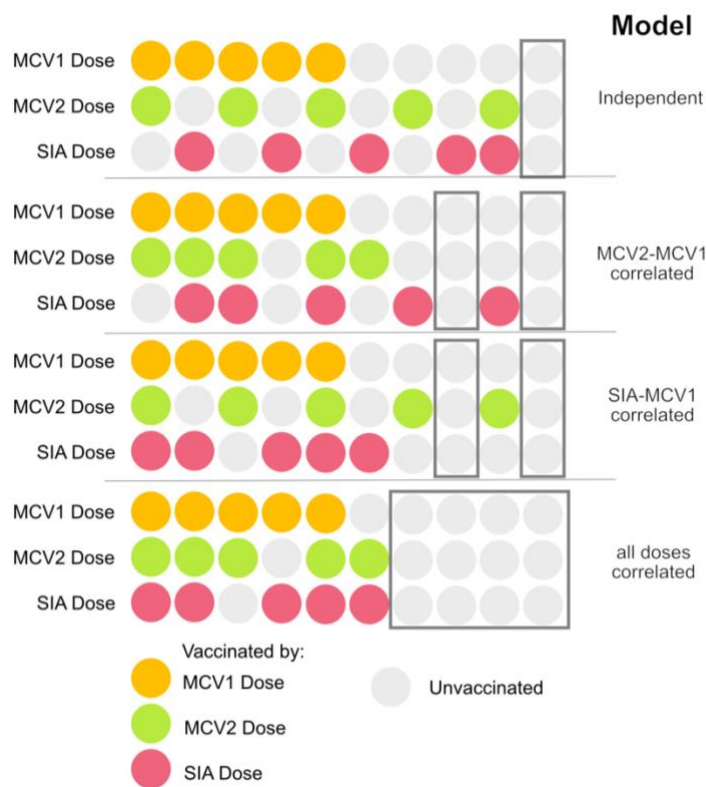 Model
MCV1 Dose
MCV2 Dose
SIA Dose
Independent
MCV1 Dose
MCV2 Dose
SIA Dose
MCV2-MCV1
correlated
MCV1 Dose
MCV2 Dose
SIA Dose
SIA-MCV1
correlated
MCV1 Dose
MCV2 Dose
SIA Dose
all doses
correlated
Vaccinated by:
MCV1 Dose
MCV2 Dose
SIA Dose
Unvaccinated